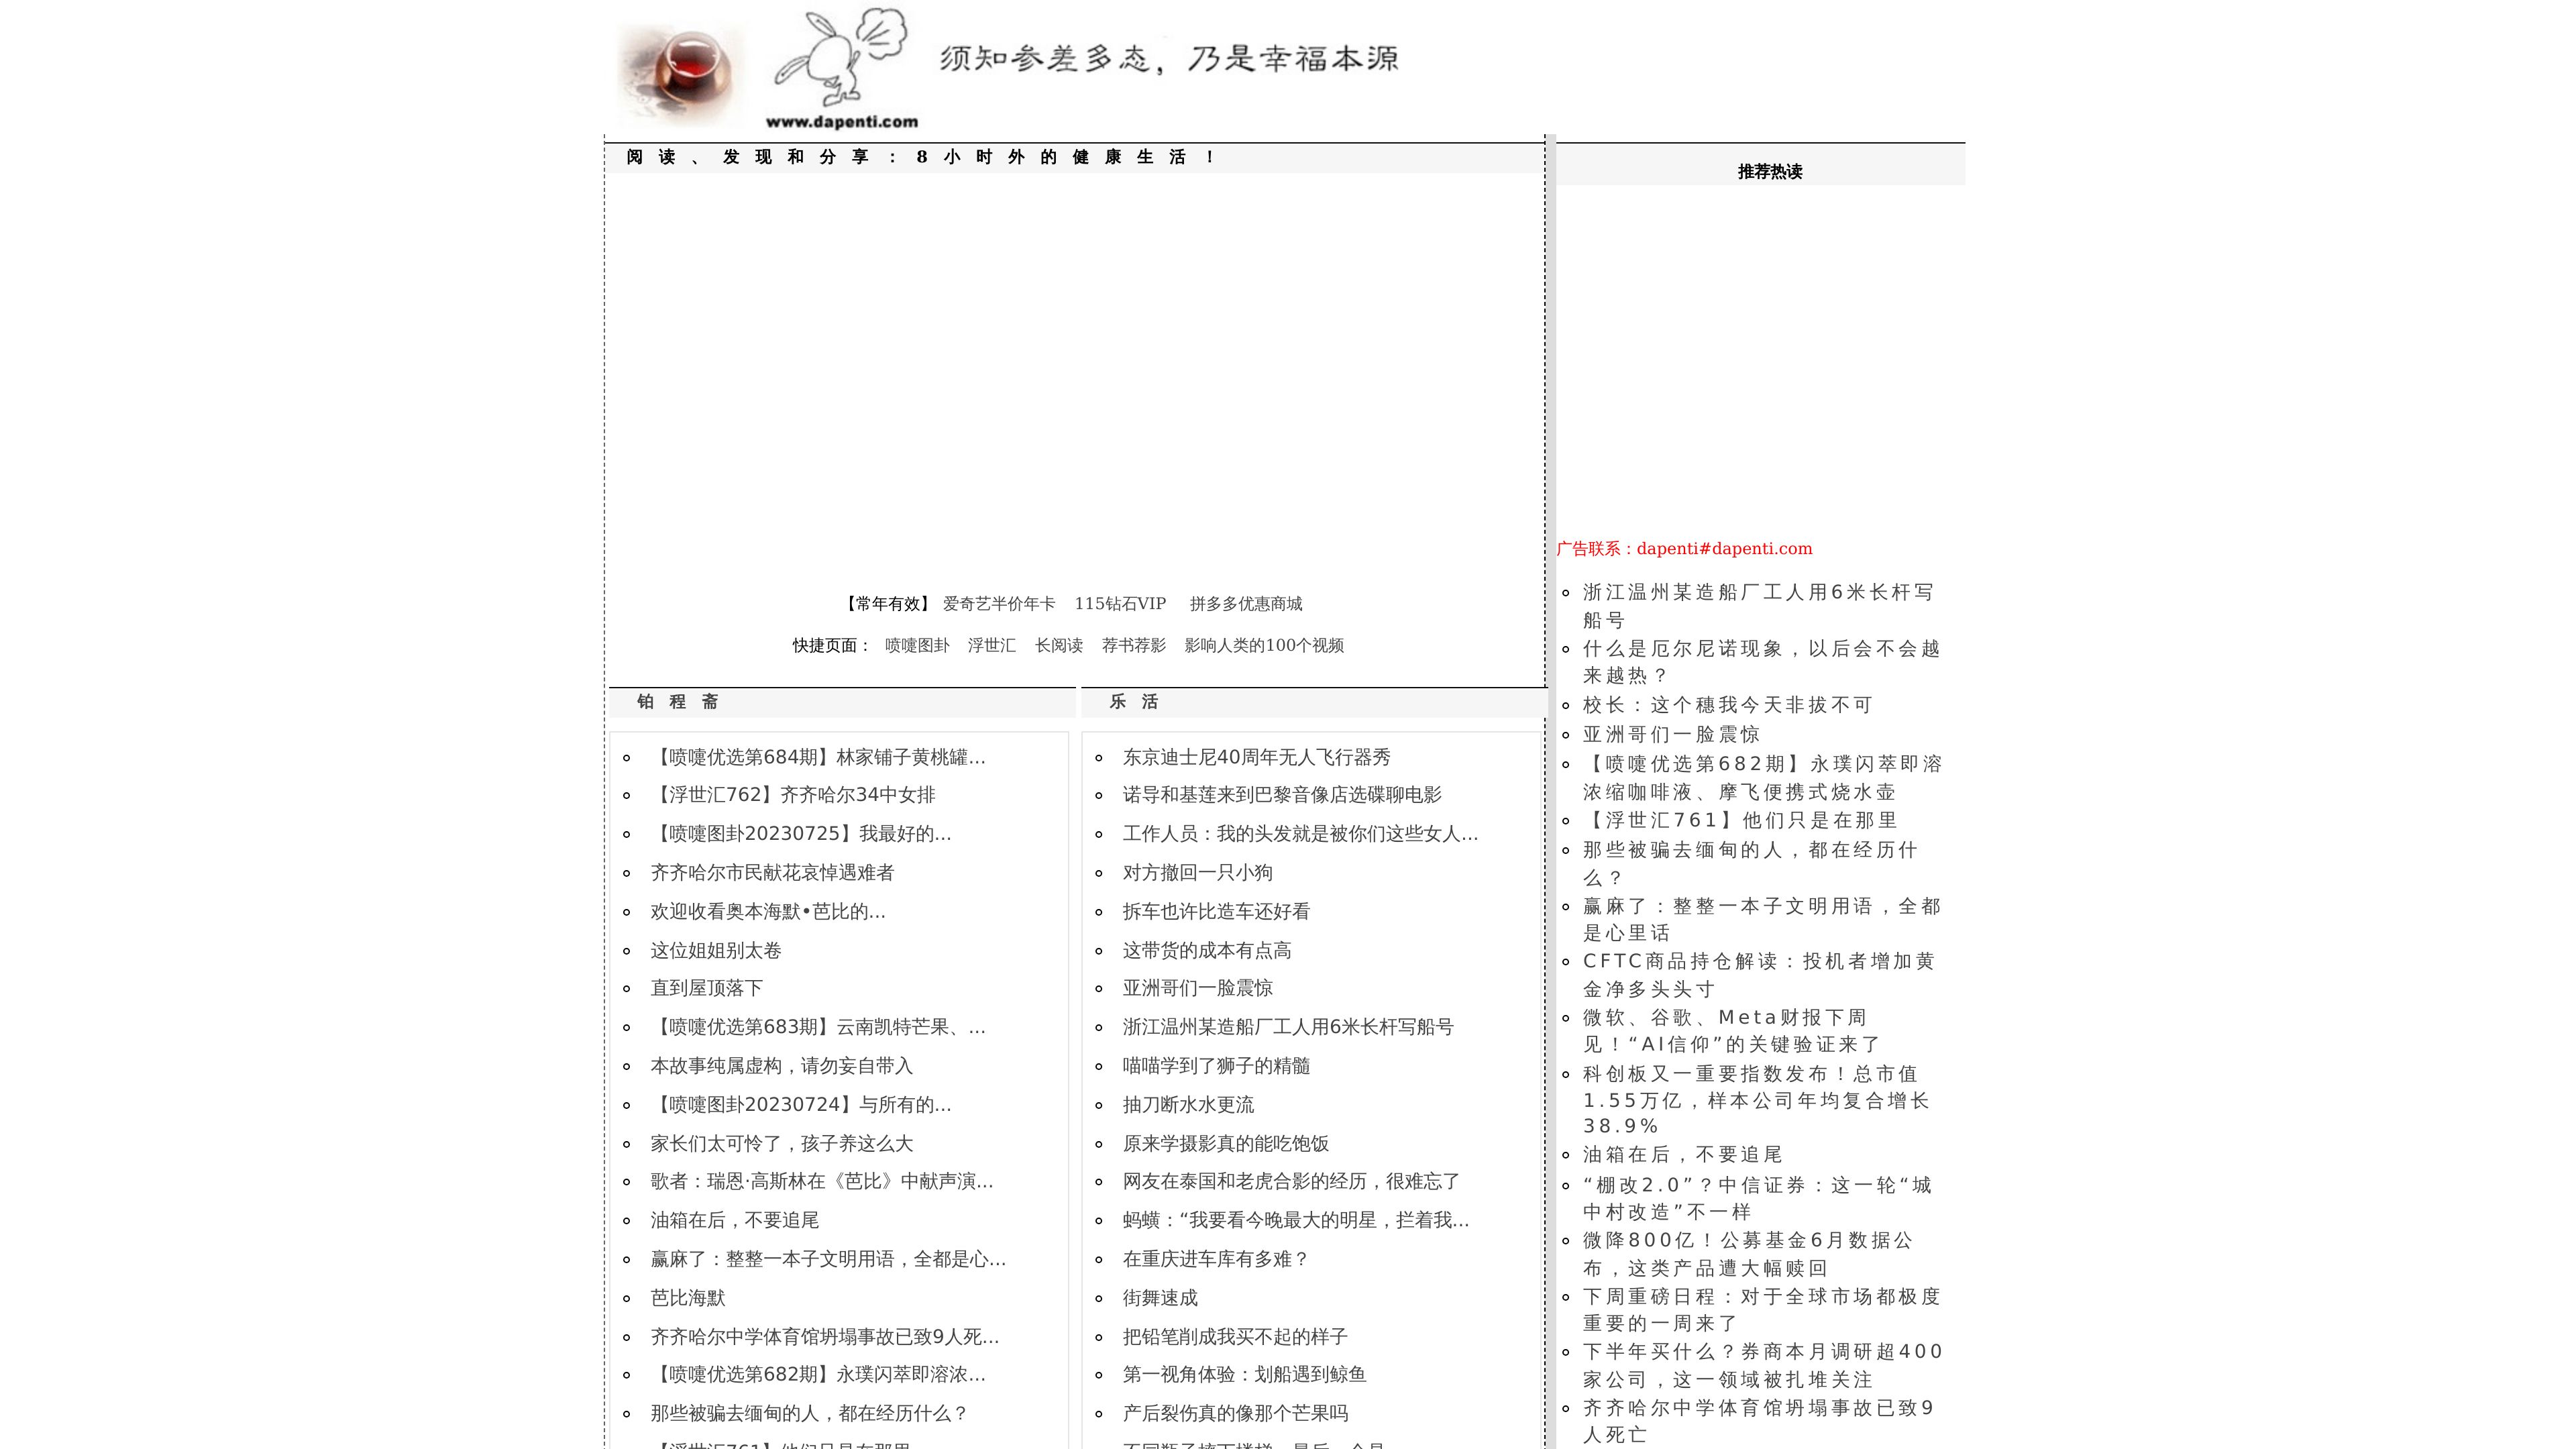 须知参差多态，乃是幸福本源
www.dapenti.com
阅读、发现和分享：8小时外的健康生活！
【常年有效】 爱奇艺半价年卡 115钻石VIP 拼多多优惠商城
快捷页面： 喷嚏图卦 浮世汇 长阅读 荐书荐影 影响人类的100个视频
铂程斋
【喷嚏优选第684期】林家铺子黄桃罐...
【浮世汇762】齐齐哈尔34中女排
【喷嚏图卦20230725】我最好的...
齐齐哈尔市民献花哀悼遇难者
欢迎收看奥本海默•芭比的...
这位姐姐别太卷
直到屋顶落下
【喷嚏优选第683期】云南凯特芒果、...
本故事纯属虚构，请勿妄自带入
【喷嚏图卦20230724】与所有的...
家长们太可怜了，孩子养这么大
歌者：瑞恩·高斯林在《芭比》中献声演...
油箱在后，不要追尾
赢麻了：整整一本子文明用语，全都是心...
芭比海默
齐齐哈尔中学体育馆坍塌事故已致9人死...
【喷嚏优选第682期】永璞闪萃即溶浓...
那些被骗去缅甸的人，都在经历什么？
【浮世汇761】他们只是在那里
乐活
东京迪士尼40周年无人飞行器秀
诺导和基莲来到巴黎音像店选碟聊电影
工作人员：我的头发就是被你们这些女人...
对方撤回一只小狗
拆车也许比造车还好看
这带货的成本有点高
亚洲哥们一脸震惊
浙江温州某造船厂工人用6米长杆写船号
喵喵学到了狮子的精髓
抽刀断水水更流
原来学摄影真的能吃饱饭
网友在泰国和老虎合影的经历，很难忘了
蚂蟥：“我要看今晚最大的明星，拦着我...
在重庆进车库有多难？
街舞速成
把铅笔削成我买不起的样子
第一视角体验：划船遇到鲸鱼
产后裂伤真的像那个芒果吗
推荐热读
广告联系：dapenti#dapenti.com
浙江温州某造船厂工人用6米长杆写
船号
什么是厄尔尼诺现象，以后会不会越
来越热？
校长：这个穗我今天非拔不可
亚洲哥们一脸震惊
【喷嚏优选第682期】永璞闪萃即溶
浓缩咖啡液、摩飞便携式烧水壶
【浮世汇761】他们只是在那里
那些被骗去缅甸的人，都在经历什
么？
赢麻了：整整一本子文明用语，全都
是心里话
CFTC商品持仓解读：投机者增加黄
金净多头头寸
微软、谷歌、Meta财报下周
见！“AI信仰”的关键验证来了
科创板又一重要指数发布！总市值
1.55万亿，样本公司年均复合增长
38.9%
油箱在后，不要追尾
“棚改2.0”？中信证券：这一轮“城
中村改造”不一样
微降800亿！公募基金6月数据公
布，这类产品遭大幅赎回
下周重磅日程：对于全球市场都极度
重要的一周来了
下半年买什么？券商本月调研超400
家公司，这一领域被扎堆关注
齐齐哈尔中学体育馆坍塌事故已致9
人死亡